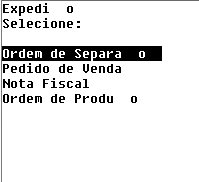 Expedi  o
Selecione:
Ordem de Separa  o
Pedido de Venda
Nota Fiscal
Ordem de Produ  o